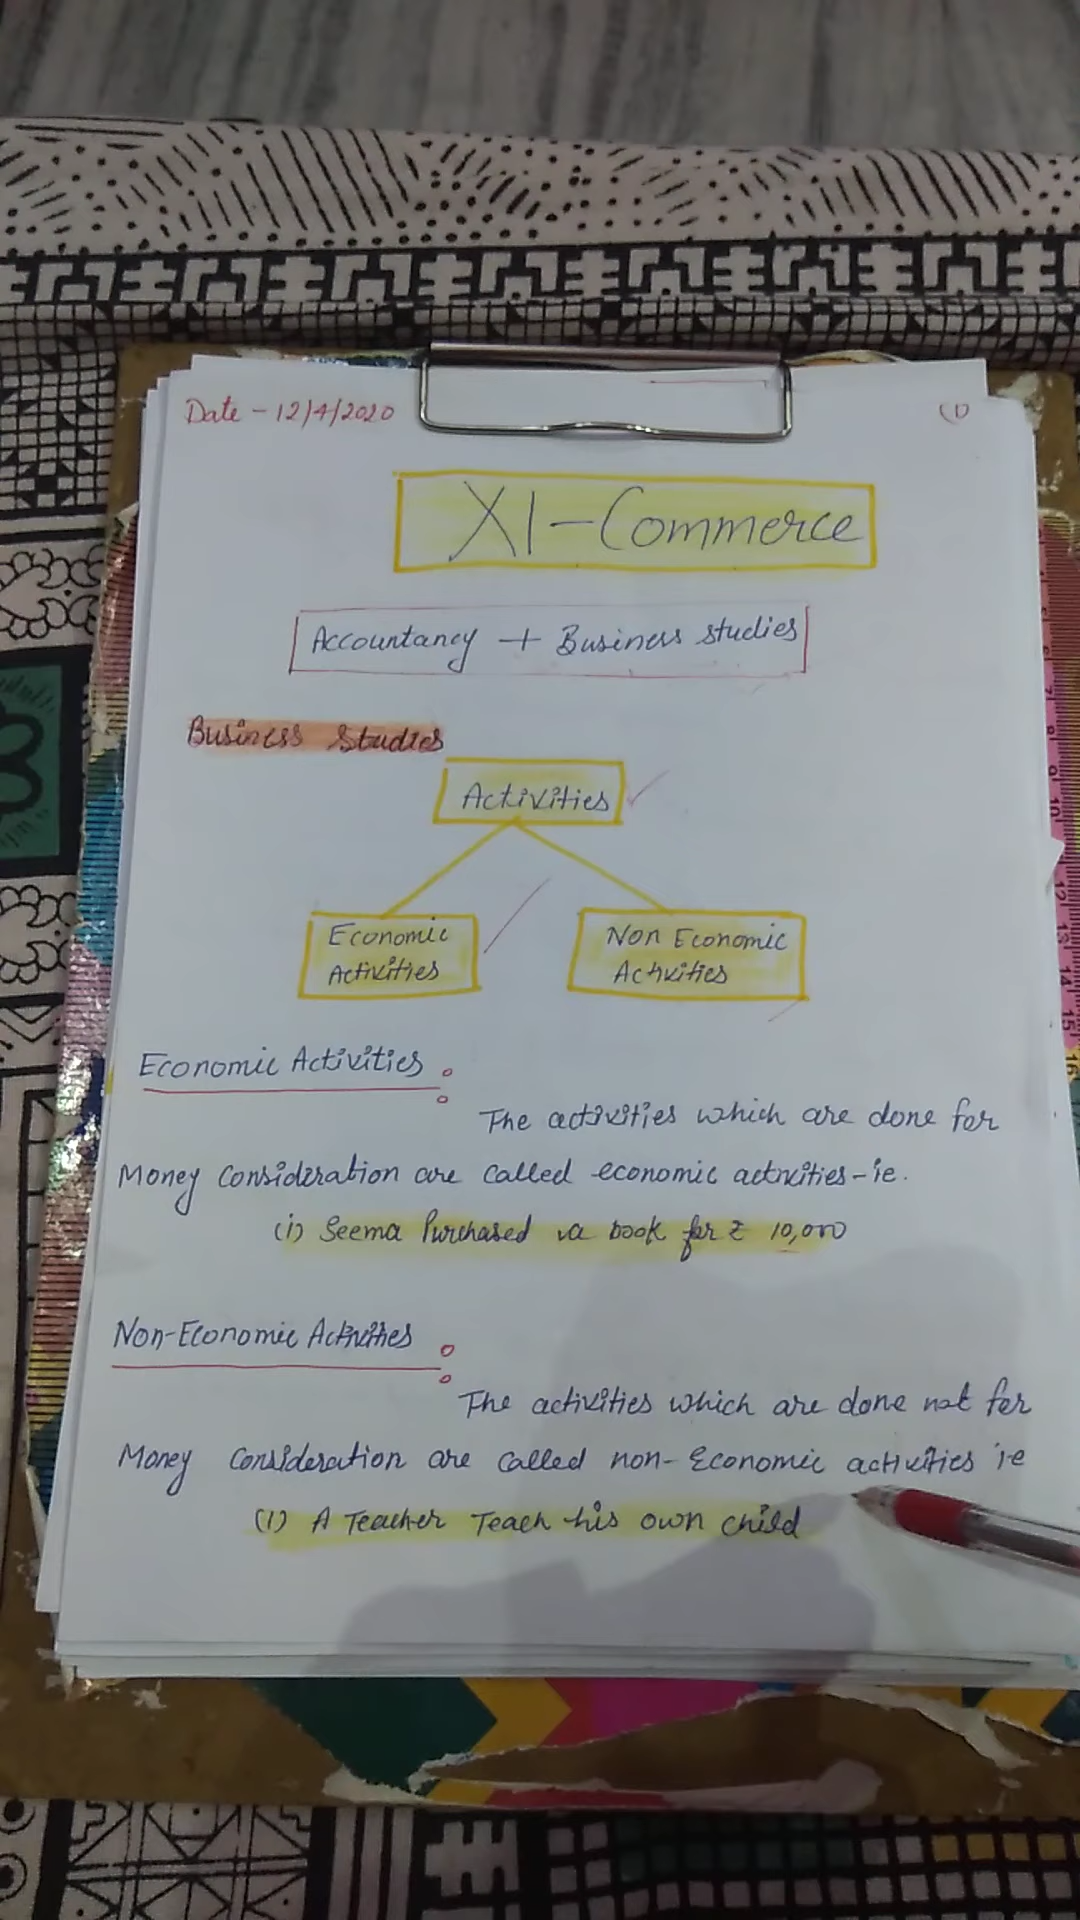 Date - 12/4/2020
(1)
XI-Commerce
Accountancy + Business studies
Business Studies
Activities
Economic
Activities
Non Economic
Activities
Economic Activities :
The activities which are done for
Money Consideration are called economic activities-ie.
(i) Seema Purchased a book for ₹ 10,000
Non-Economic Activities :
The activities which are done not for
Money Consideration are called non-Economic activities ie
(1) A Teacher Teach his own child